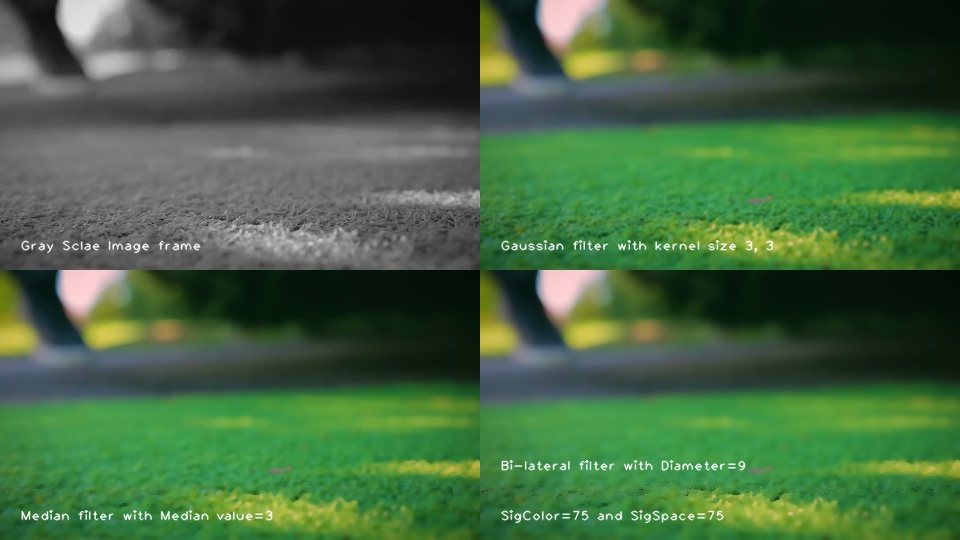 Gray Sclae Image frame
Gaussian filter with kernel size 3, 3
Median filter with Median value=3
Bi-lateral filter with Diameter=9
SigColor=75 and SigSpace=75